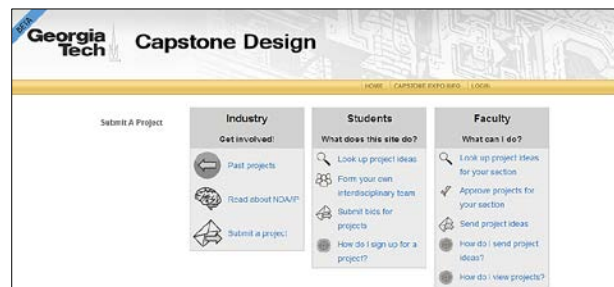 BETA
Georgia
Tech
Capstone Design
HOME
CAPSTONE EXPO INFO
LOGIN
Submit A Project
Industry
Get involved!
Past projects
Read about NDA/IP
Submit a project
Students
What does this site do?
Look up project ideas
Form your own
interdisciplinary team
Submit bids for
projects
How do I sign up for a
project?
Faculty
What can I do?
Look up project ideas
for your section
Approve projects for
your section
Send project ideas
How do I send project
ideas?
How do I view projects?